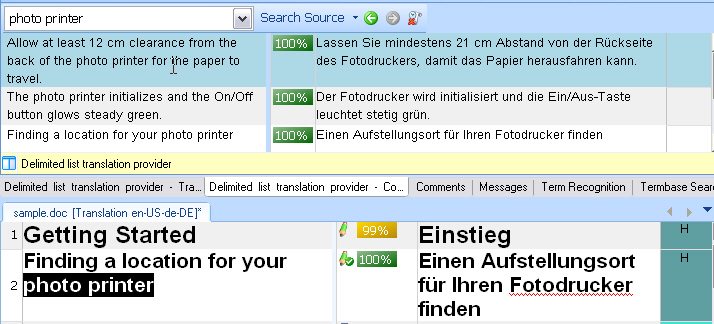 photo printer Search Source
Allow at least 12 cm clearance from the
back of the photo printer for the paper to
travel.
100% Lassen Sie mindestens 21 cm Abstand von der Rückseite
des Fotodruckers, damit das Papier herausfahren kann.
The photo printer initializes and the On/Off
button glows steady green.
100% Der Fotodrucker wird initialisiert und die Ein/Aus-Taste
leuchtet stetig grün.
Finding a location for your photo printer
100% Einen Aufstellungsort für Ihren Fotodrucker finden
Delimited list translation provider
Delimited list translation provider - Tra... Delimited list translation provider - Co... Comments Messages Term Recognition Termbase Sear
sample.doc [Translation en-US-de-DE]*
1 Getting Started 99% Einstieg H
2 Finding a location for your
photo printer
100% Einen Aufstellungsort
für Ihren Fotodrucker
finden
H